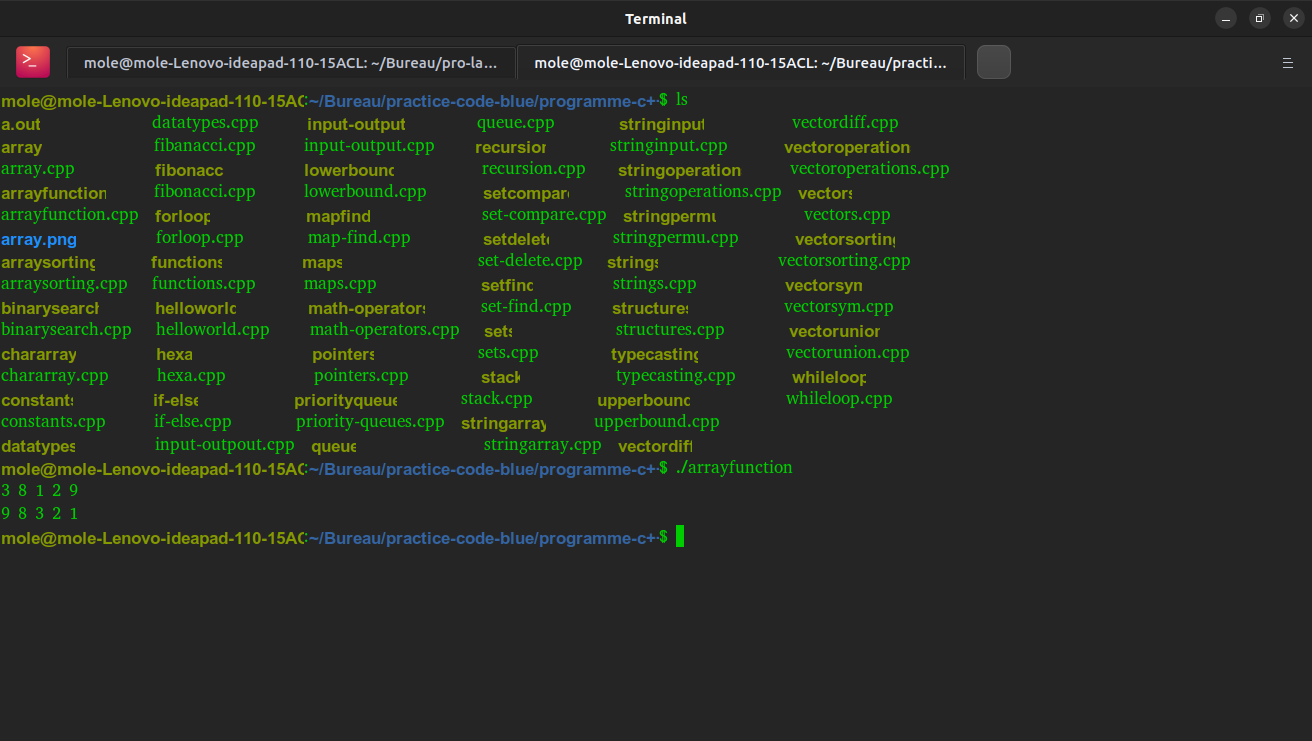 Terminal
mole@mole-Lenovo-ideapad-110-15ACL: ~/Bureau/pro-la... mole@mole-Lenovo-ideapad-110-15ACL: ~/Bureau/practi...
mole@mole-Lenovo-ideapad-110-15AC:~/Bureau/practice-code-blue/programme-c+$ ls
a.out datatypes.cpp input-output queue.cpp stringinput vectordiff.cpp
array fibanacci.cpp input-output.cpp recursion stringinput.cpp vectoroperation
array.cpp fibonacc lowerbound recursion.cpp stringoperation vectoroperations.cpp
arrayfunction fibonacci.cpp lowerbound.cpp setcompare stringoperations.cpp vectors
arrayfunction.cpp forloop mapfind set-compare.cpp stringpermu vectors.cpp
array.png forloop.cpp map-find.cpp setdelete stringpermu.cpp vectorsorting
arraysorting functions maps set-delete.cpp strings vectorsorting.cpp
arraysorting.cpp functions.cpp maps.cpp setfind strings.cpp vectorsym
binarysearch helloworld math-operators set-find.cpp structures vectorsym.cpp
binarysearch.cpp helloworld.cpp math-operators.cpp sets structures.cpp vectorunion
chararray hexa pointers sets.cpp typecasting vectorunion.cpp
chararray.cpp hexa.cpp pointers.cpp stack typecasting.cpp whileloop
constants if-else priorityqueue stack.cpp upperbound whileloop.cpp
constants.cpp if-else.cpp priority-queues.cpp stringarray upperbound.cpp
datatypes input-outpout.cpp queue stringarray.cpp vectordiff
mole@mole-Lenovo-ideapad-110-15AC:~/Bureau/practice-code-blue/programme-c+$ ./arrayfunction
3 8 1 2 9
9 8 3 2 1
mole@mole-Lenovo-ideapad-110-15AC:~/Bureau/practice-code-blue/programme-c+$